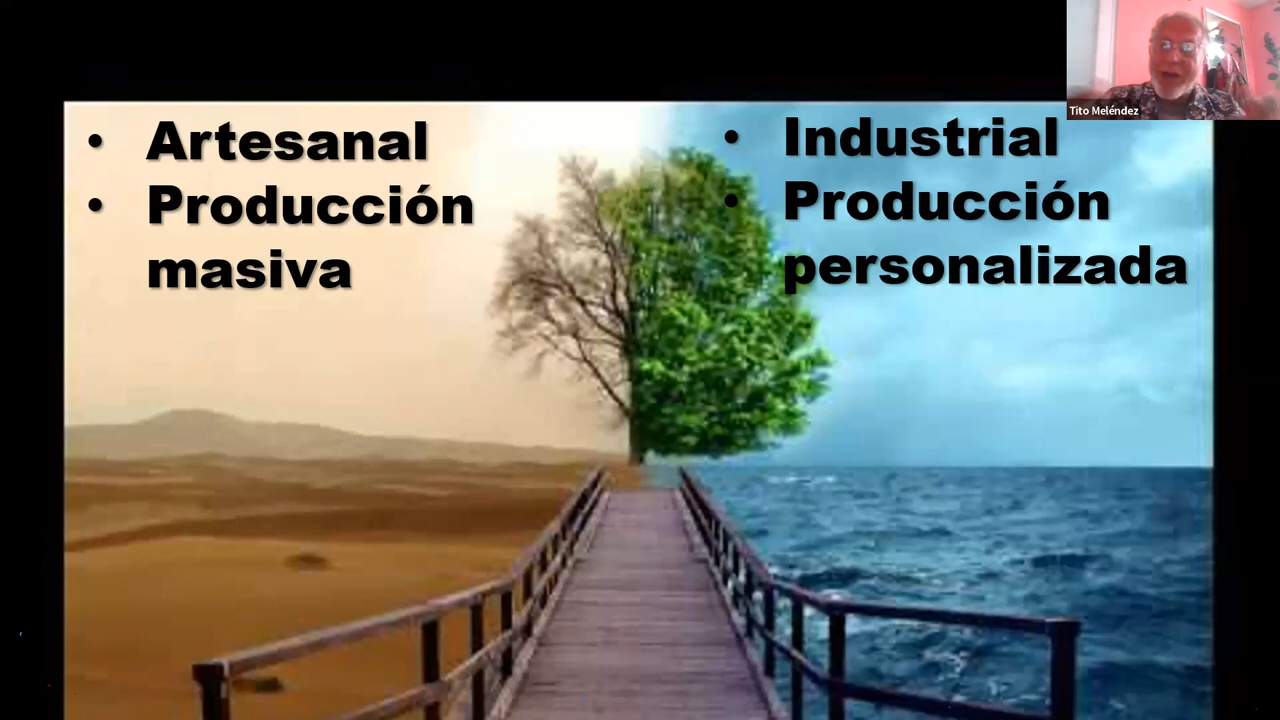 • Artesanal
• Producción
masiva
• Industrial
• Producción
personalizada
Tito Meléndez